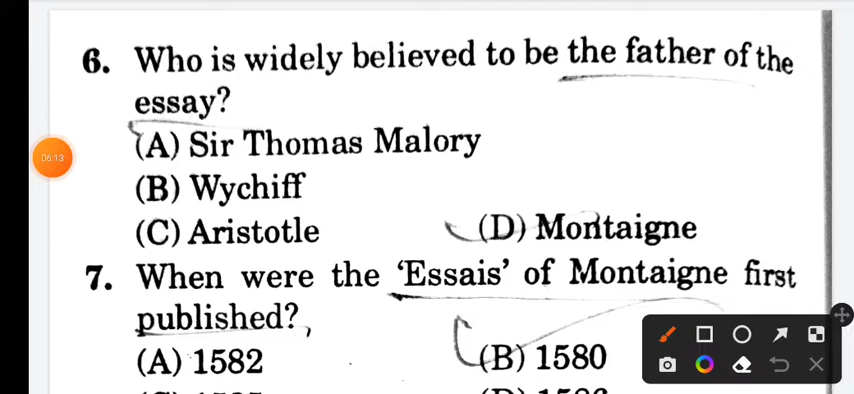 6. Who is widely believed to be the father of the
essay?
(A) Sir Thomas Malory
(B) Wychiff
(C) Aristotle (D) Montaigne
7. When were the ‘Essais’ of Montaigne first
published?
(A) 1582 (B) 1580
06:13